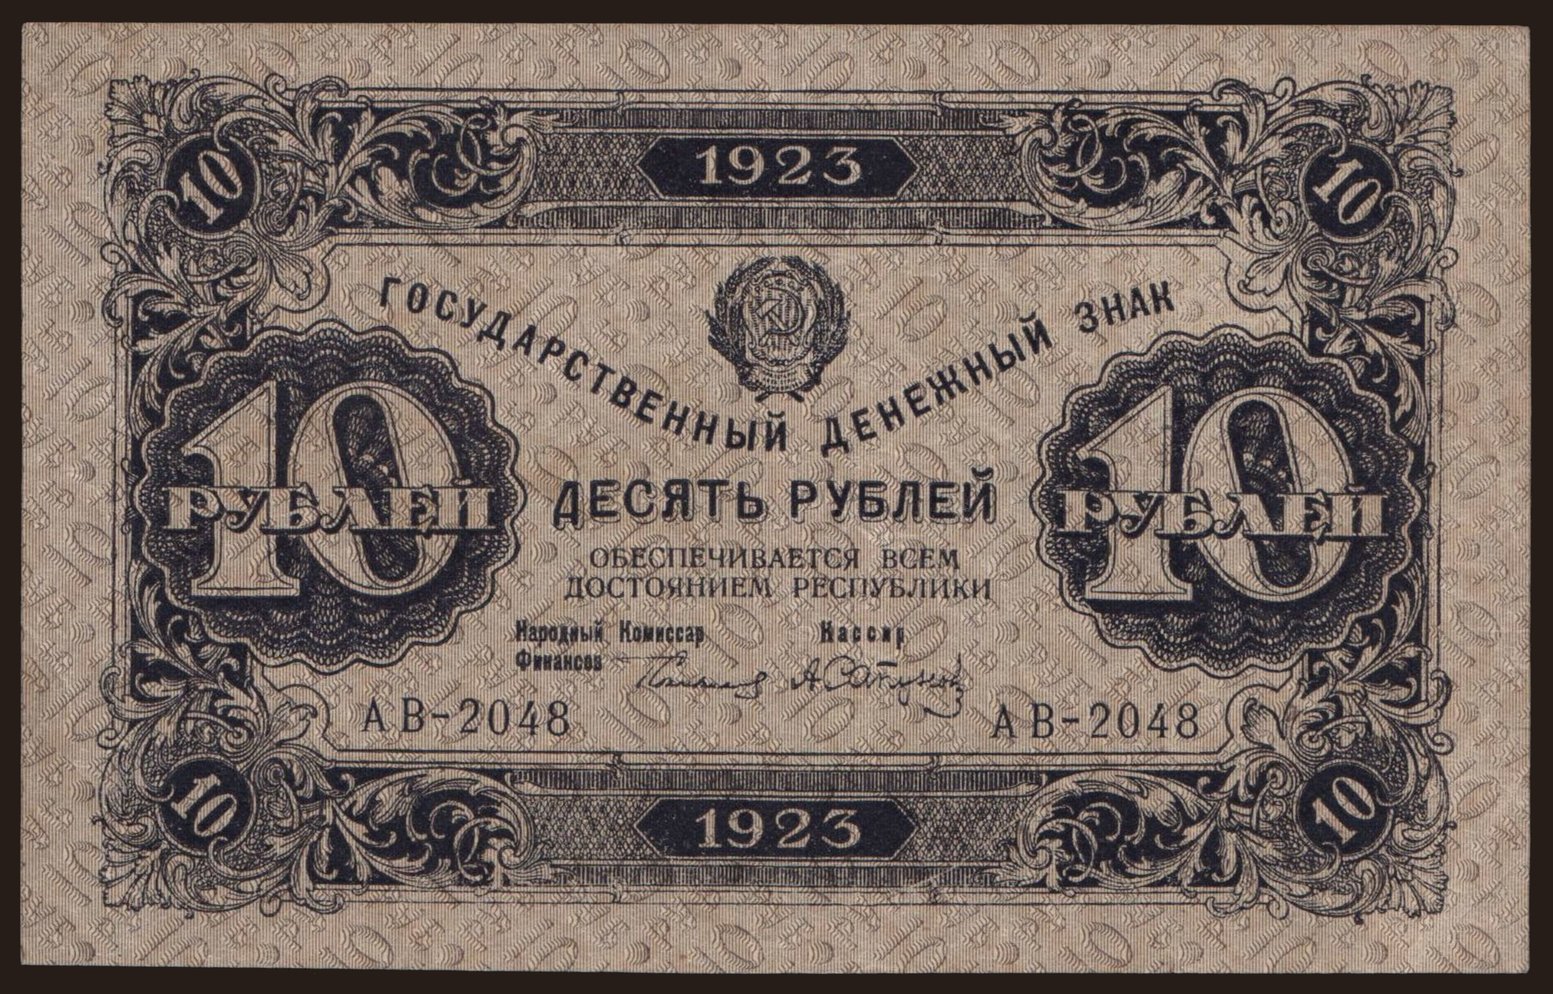 10
1923
10
ГОСУДАРСТВЕННЫЙ ДЕНЕЖНЫЙ ЗНАК
10
РУБЛЕЙ
ДЕСЯТЬ РУБЛЕЙ
10
РУБЛЕЙ
ОБЕСПЕЧИВАЕТСЯ ВСЕМ
ДОСТОЯНИЕМ РЕСПУБЛИКИ
Народный Комиссар
Финансов
Кассир
АВ-2048
АВ-2048
10
1923
10